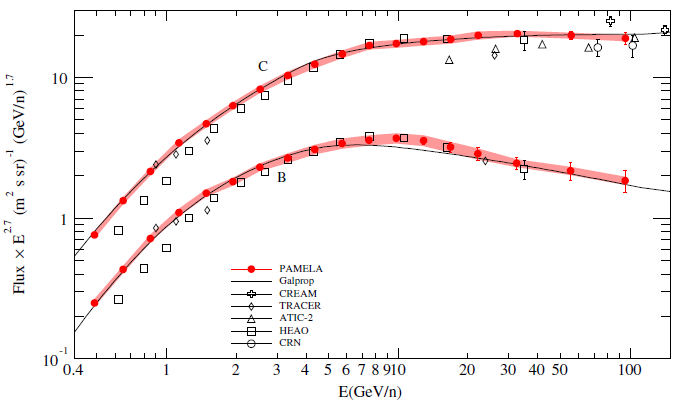 Flux × E^2.7 (m^2 s sr)^-1 (GeV/n)^1.7
10
1
10^-1
C
B
PAMELA
Galprop
CREAM
TRACER
ATIC-2
HEAO
CRN
0.4 1 2 3 4 5 6 7 8 9 10 20 30 40 50 100
E(GeV/n)